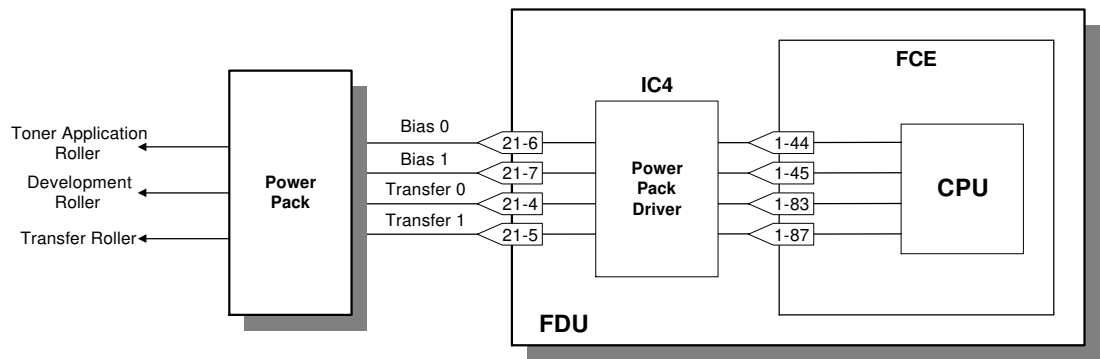 FCE
IC4
Toner Application
Roller
Development
Roller
Transfer Roller
Power
Pack
Bias 0
Bias 1
Transfer 0
Transfer 1
21-6
21-7
21-4
21-5
Power
Pack
Driver
1-44
1-45
1-83
1-87
CPU
FDU